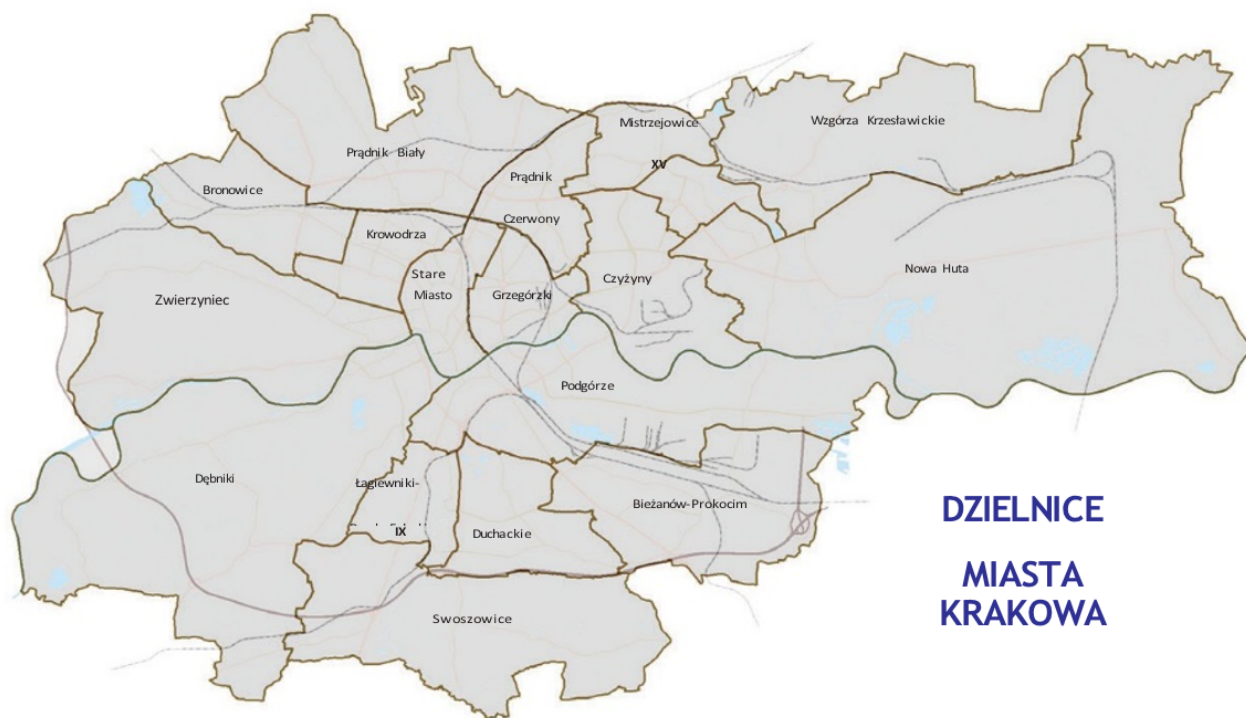 Mistrzejowice
Wzgórza Krzesławickie
Prądnik Biały
XV
Prądnik
Bronowice
Czerwony
Krowodrza
Stare
Miasto
Czyżyny
Nowa Huta
Grzegórzki
Zwierzyniec
Podgórze
Dębniki
Łagiewniki-
IX
Duchackie
Bieżanów-Prokocim
Swoszowice
DZIELNICE
MIASTA
KRAKOWA